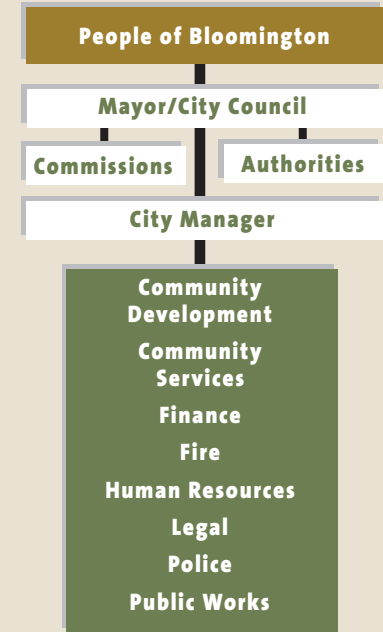 People of Bloomington
Mayor/City Council
Commissions
Authorities
City Manager
Community
Development
Community
Services
Finance
Fire
Human Resources
Legal
Police
Public Works